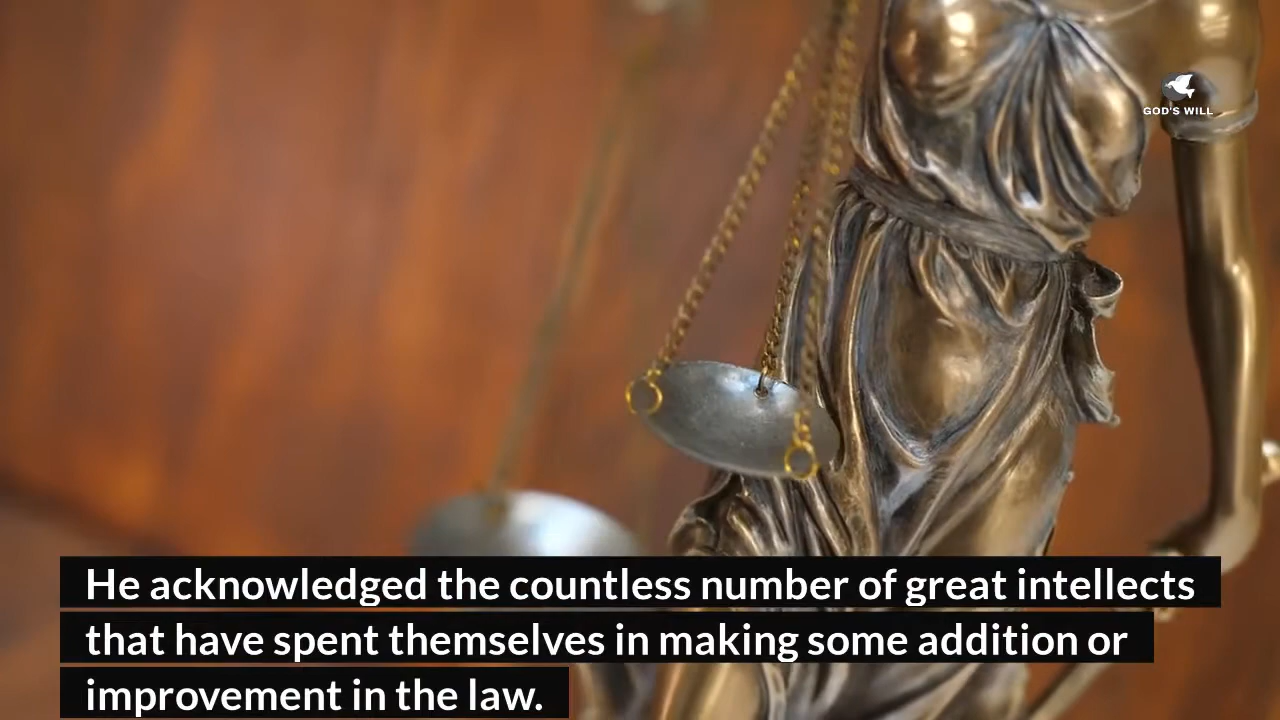 GOD'S WILL
He acknowledged the countless number of great intellects
that have spent themselves in making some addition or
improvement in the law.